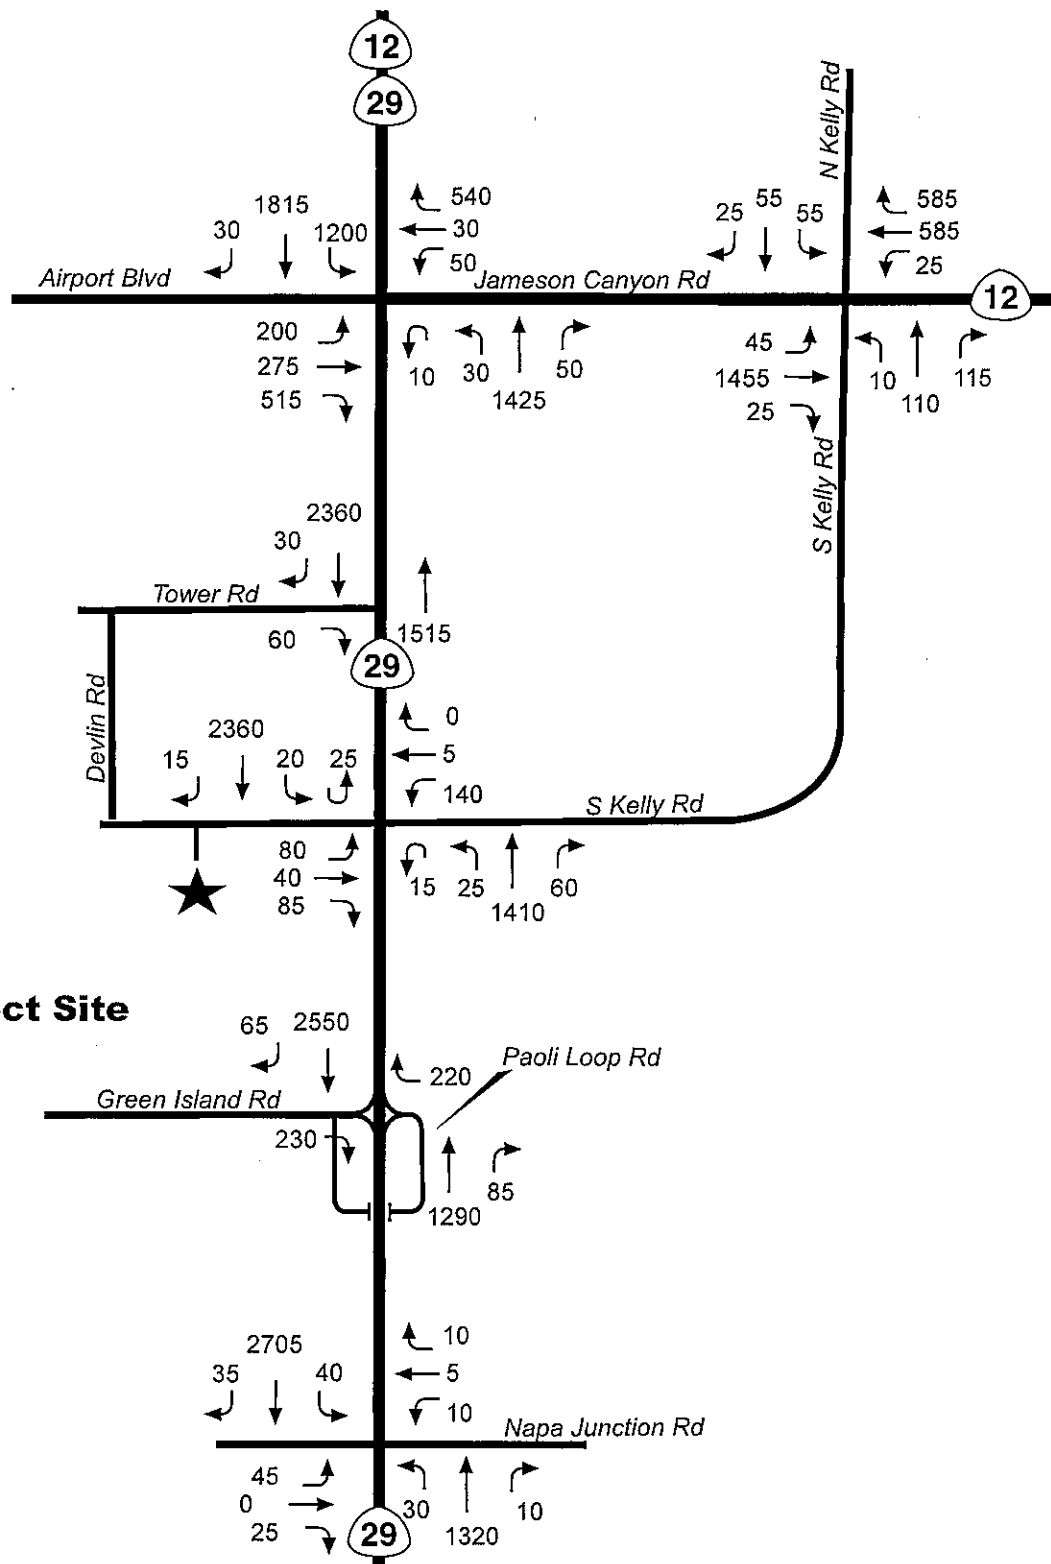 12
29
N Kelly Rd
30 1815 1200
540
30
50
25 55 55
585
585
25
Airport Blvd
Jameson Canyon Rd
12
200
275
515
10 30 1425 50
45
1455
25
10 110 115
S Kelly Rd
2360
30
Tower Rd
60
1515
29
Devlin Rd
15 2360 20 25
0
5
140
S Kelly Rd
80
40
85
15 25 1410 60
ct Site
65 2550
220
Paoli Loop Rd
Green Island Rd
230
85
1290
35 2705 40
10
5
10
Napa Junction Rd
45
0
25
29
30 1320 10